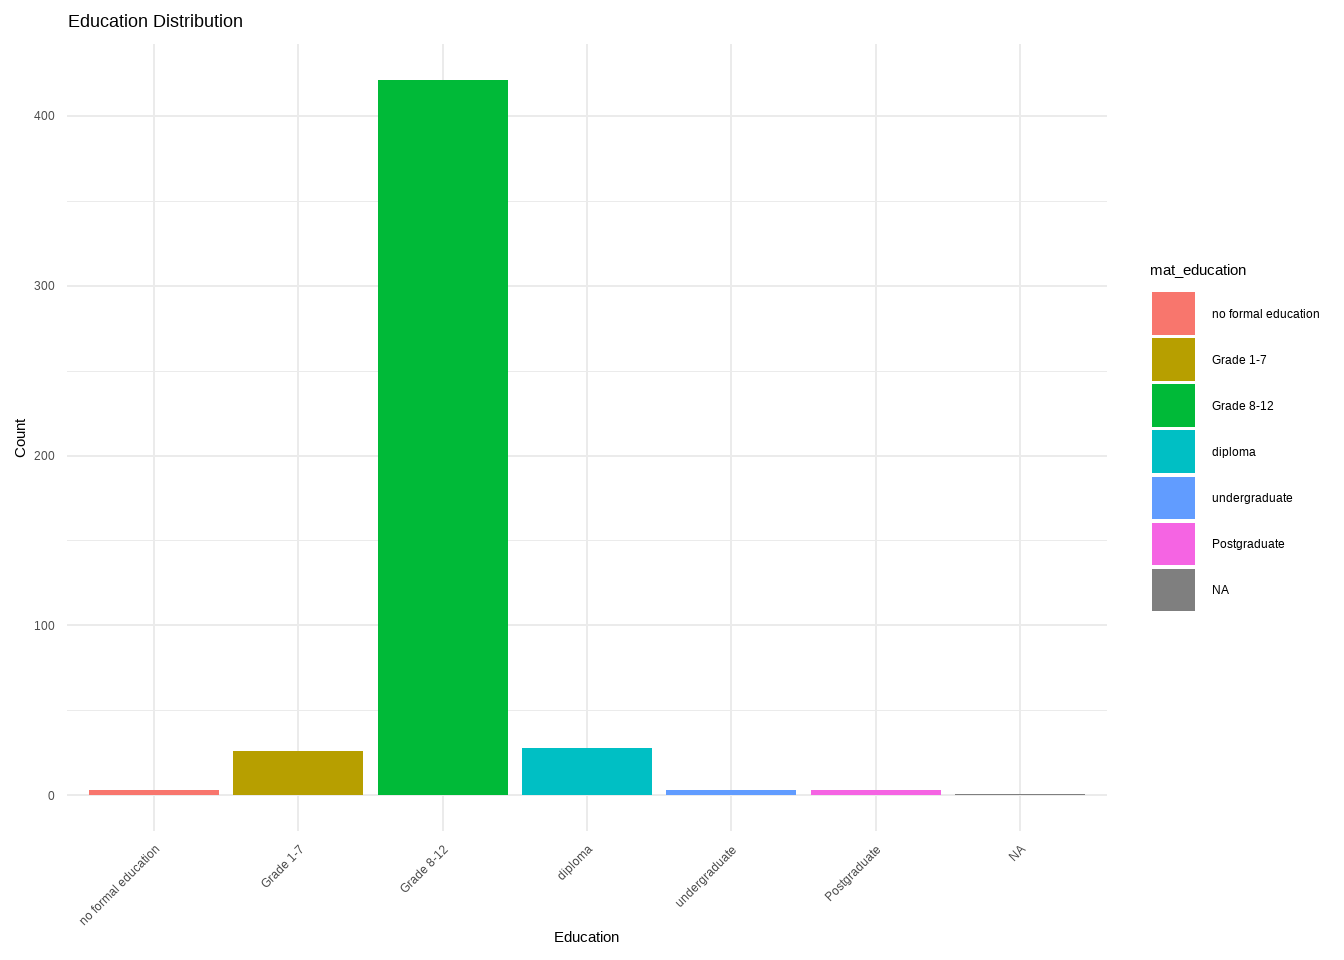 Education Distribution
400
300
200
100
0
Count
no formal education
Grade 1-7
Grade 8-12
diploma
undergraduate
Postgraduate
NA
Education
mat_education
no formal education
Grade 1-7
Grade 8-12
diploma
undergraduate
Postgraduate
NA